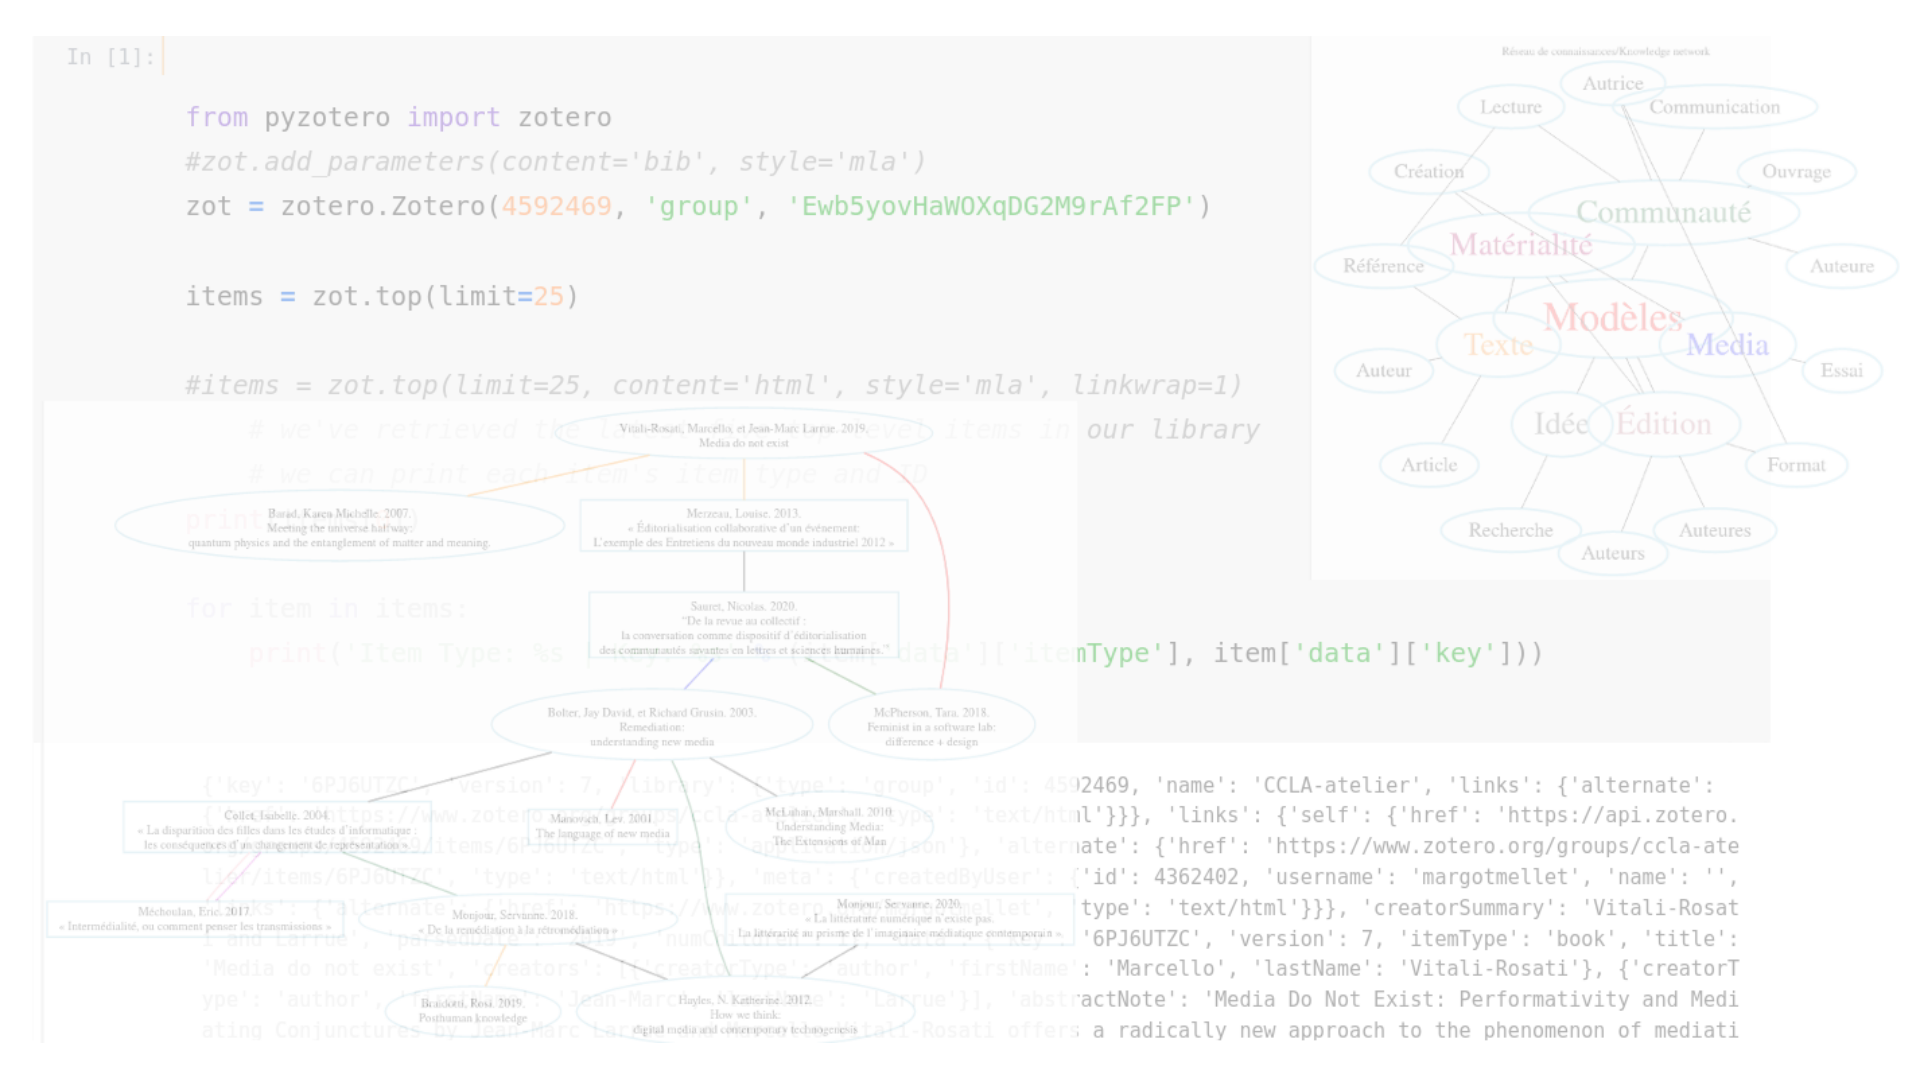 In [1]:
from pyzotero import zotero
#zot.add_parameters(content='bib', style='mla')
zot = zotero.Zotero(4592469, 'group', 'Ewb5yovHaWOXqDG2M9rAf2FP')
items = zot.top(limit=25)
#items = zot.top(limit=25, content='html', style='mla', linkwrap=1)
# we've retrieved the level items in our library
# we can print each item's item type and ID
print
for item in items:
print('Item Type: %s | Key: %s' % (item['data']['itemType'], item['data']['key']))
Réseau de connaissances/Knowledge network
Autrice
Lecture
Communication
Création
Ouvrage
Communauté
Matérialité
Référence
Auteure
Modèles
Texte
Media
Auteur
Essai
Idée
Édition
Article
Format
Recherche
Auteures
Auteurs
Vitali-Rosati, Marcello, et Jean-Marc Larrue. 2019.
Media do not exist
Barad, Karen Michelle. 2007.
Meeting the universe halfway:
quantum physics and the entanglement of matter and meaning.
Merzeau, Louise. 2013.
« Éditorialisation collaborative d'un événement:
L'exemple des Entretiens du nouveau monde industriel 2012 »
Sauret, Nicolas. 2020.
"De la revue au collectif :
la conversation comme dispositif d'éditorialisation
des communautés savantes en lettres et sciences humaines."
Bolter, Jay David, et Richard Grusin. 2003.
Remediation:
understanding new media
McPherson, Tara. 2018.
Feminist in a software lab:
difference + design
Collet, Isabelle. 2004.
« La disparition des filles dans les études d'informatique :
les conséquences d'un changement de représentation »
Manovich, Lev. 2001.
The language of new media
McLuhan, Marshall. 2010.
Understanding Media:
The Extensions of Man
Méchoulan, Eric. 2017.
« Intermédialité, ou comment penser les transmissions »
Monjour, Servanne. 2018.
« De la remédiation à la rétromédiation »
Monjour, Servanne. 2020.
« La littérature numérique n'existe pas.
La littérarité au prisme de l'imaginaire médiatique contemporain ».
Braidotti, Rosi. 2019.
Posthuman knowledge
Hayles, N. Katherine. 2012.
How we think:
digital media and contemporary technogenesis
{'key': '6PJ6UTZC', 'version': 7, 'library': {'type': 'group', 'id': 4592469, 'name': 'CCLA-atelier', 'links': {'alternate':
{'href': 'https://www.zotero.org/groups/ccla-atelier', 'type': 'text/html'}}}, 'links': {'self': {'href': 'https://api.zotero.
org/groups/4592469/items/6PJ6UTZC', 'type': 'application/json'}, 'alternate': {'href': 'https://www.zotero.org/groups/ccla-ate
lior/items/6PJ6UTZC', 'type': 'text/html'}}, 'meta': {'createdByUser': {'id': 4362402, 'username': 'margotmellet', 'name': '',
'links': {'alternate': {'href': 'https://www.zotero.org/margotmellet', 'type': 'text/html'}}}, 'creatorSummary': 'Vitali-Rosat
i and Larrue', 'parsedDate': '2019', 'numChildren': 'data': {'key': '6PJ6UTZC', 'version': 7, 'itemType': 'book', 'title':
'Media do not exist', 'creators': [{'creatorType': 'author', 'firstName': 'Marcello', 'lastName': 'Vitali-Rosati'}, {'creatorT
ype': 'author', 'firstName': 'Jean-Marc', 'lastName': 'Larrue'}], 'abstractNote': 'Media Do Not Exist: Performativity and Medi
ating Conjunctures by Jean-Marc Larrue and Marcello Vitali-Rosati offers a radically new approach to the phenomenon of mediati